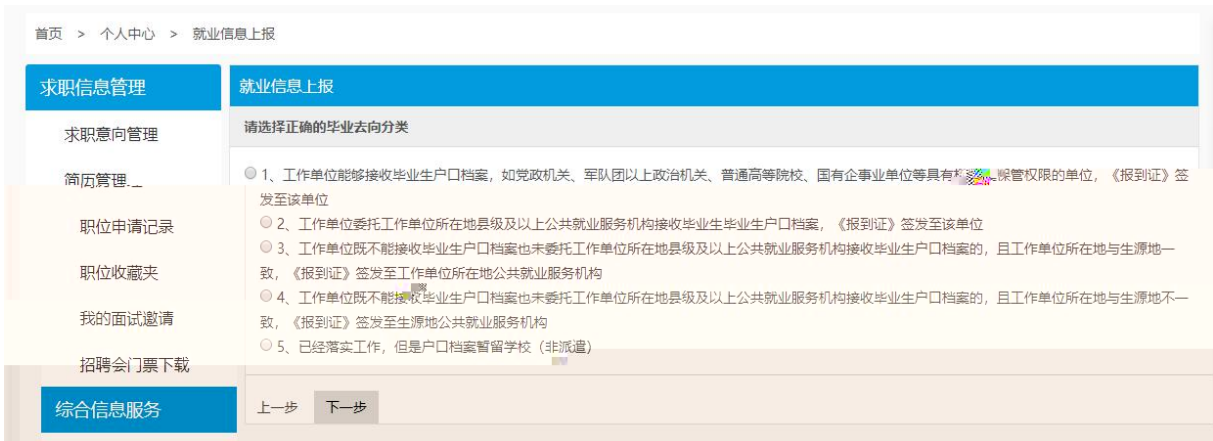 首页 > 个人中心 > 就业信息上报
求职信息管理
就业信息上报
求职意向管理
请选择正确的毕业去向分类
简历管理
1、工作单位能够接收毕业生户口档案，如党政机关、军队团以上政治机关、普通高等院校、国有企事业单位等具有 保管权限的单位，《报到证》签
发至该单位
职位申请记录
2、工作单位委托工作单位所在地县级及以上公共就业服务机构接收毕业生毕业生户口档案，《报到证》签发至该单位
3、工作单位既不能接收毕业生户口档案也未委托工作单位所在地县级及以上公共就业服务机构接收毕业生户口档案的，且工作单位所在地与生源地一
职位收藏夹
致，《报到证》签发至工作单位所在地公共就业服务机构
4、工作单位既不能接收毕业生户口档案也未委托工作单位所在地县级及以上公共就业服务机构接收毕业生户口档案的，且工作单位所在地与生源地不一
我的面试邀请
致，《报到证》签发至生源地公共就业服务机构
5、已经落实工作，但是户口档案暂留学校（非派遣）
招聘会门票下载
综合信息服务
上一步 下一步